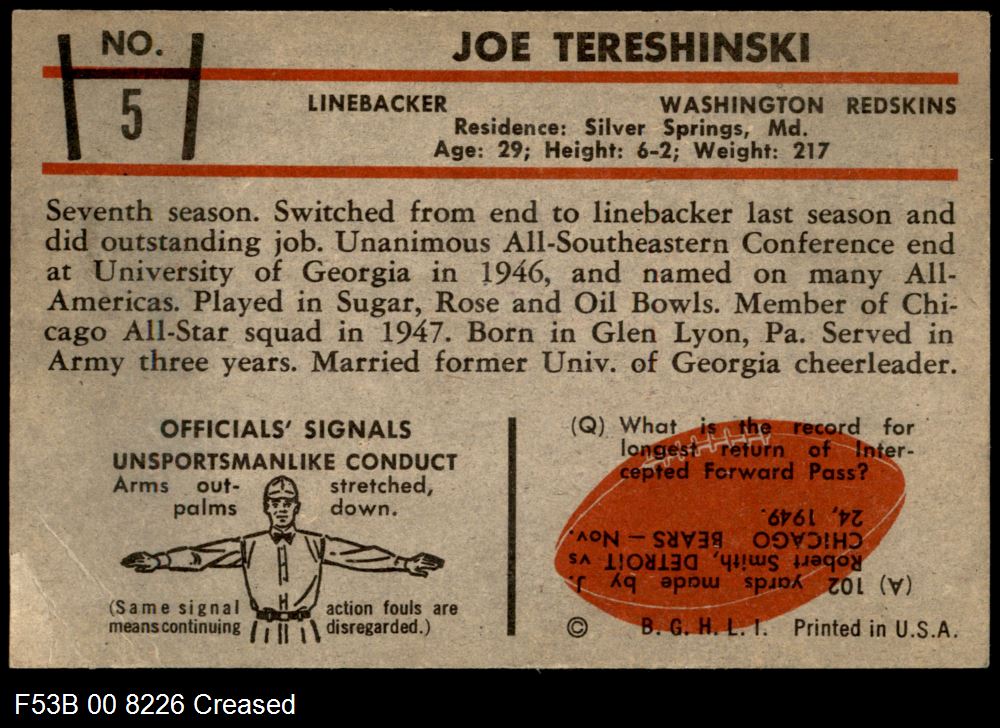 NO.
5
JOE TERESHINSKI
LINEBACKER WASHINGTON REDSKINS
Residence: Silver Springs, Md.
Age: 29; Height: 6-2; Weight: 217
Seventh season. Switched from end to linebacker last season and
did outstanding job. Unanimous All-Southeastern Conference end
at University of Georgia in 1946, and named on many All-
Americas. Played in Sugar, Rose and Oil Bowls. Member of Chi-
cago All-Star squad in 1947. Born in Glen Lyon, Pa. Served in
Army three years. Married former Univ. of Georgia cheerleader.
OFFICIALS' SIGNALS
UNSPORTSMANLIKE CONDUCT
Arms out- stretched,
palms down.
(Same signal action fouls are
means continuing disregarded.)
(Q) What is the record for
longest return of Inter-
cepted Forward Pass?
(A) 102 yards made by J.
Robert Smith, DETROIT vs
CHICAGO BEARS — Nov.
24, 1949.
© B. G. H. L. I. Printed in U.S.A.
F53B 00 8226 Creased